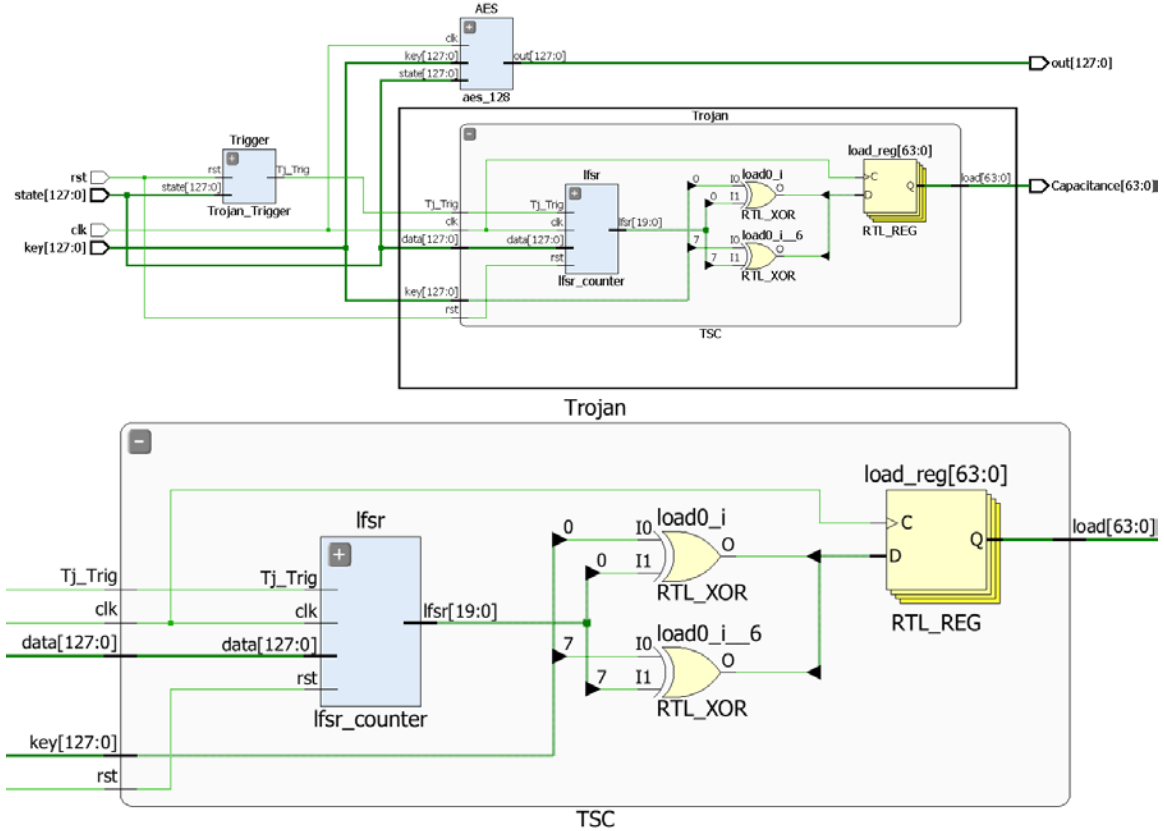 AES
clk
key[127:0]
state[127:0]
out[127:0]
aes_128
out[127:0]
Trojan
Trigger
rst
state[127:0]
Tj_Trig
Trojan_Trigger
rst
state[127:0]
clk
key[127:0]
lfsr
Tj_Trig
clk
data[127:0]
key[127:0]
rst
Tj_Trig
clk
data[127:0]
rst
lfsr[19:0]
lfsr_counter
0
0
7
7
load0_i
I0
I1
O
RTL_XOR
load0_i__6
I0
I1
O
RTL_XOR
load_reg[63:0]
C
D
Q
RTL_REG
load[63:0]
Capacitance[63:0]
TSC
Trojan
lfsr
Tj_Trig
clk
data[127:0]
key[127:0]
rst
Tj_Trig
clk
data[127:0]
rst
lfsr[19:0]
lfsr_counter
0
0
7
7
load0_i
I0
I1
O
RTL_XOR
load0_i__6
I0
I1
O
RTL_XOR
load_reg[63:0]
C
D
Q
RTL_REG
load[63:0]
TSC